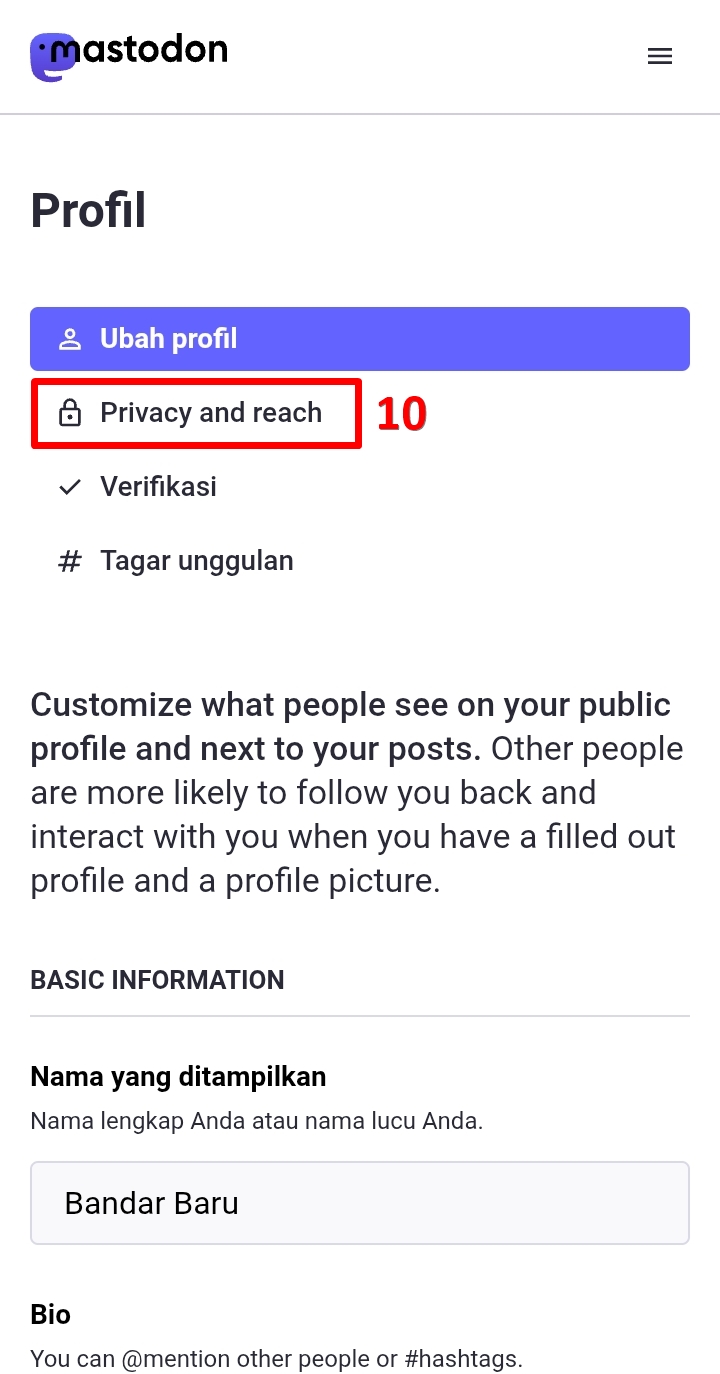 mastodon
Profil
Ubah profil
Privacy and reach 10
Verifikasi
# Tagar unggulan
Customize what people see on your public
profile and next to your posts. Other people
are more likely to follow you back and
interact with you when you have a filled out
profile and a profile picture.
BASIC INFORMATION
Nama yang ditampilkan
Nama lengkap Anda atau nama lucu Anda.
Bandar Baru
Bio
You can @mention other people or #hashtags.